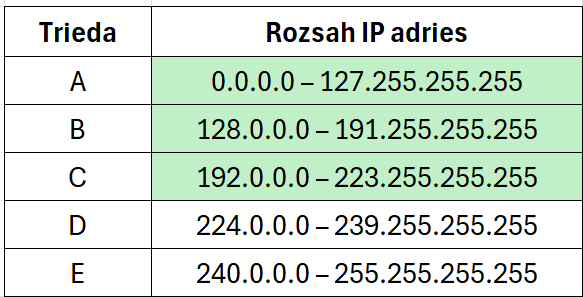 Trieda Rozsah IP adries
A 0.0.0.0 – 127.255.255.255
B 128.0.0.0 – 191.255.255.255
C 192.0.0.0 – 223.255.255.255
D 224.0.0.0 – 239.255.255.255
E 240.0.0.0 – 255.255.255.255